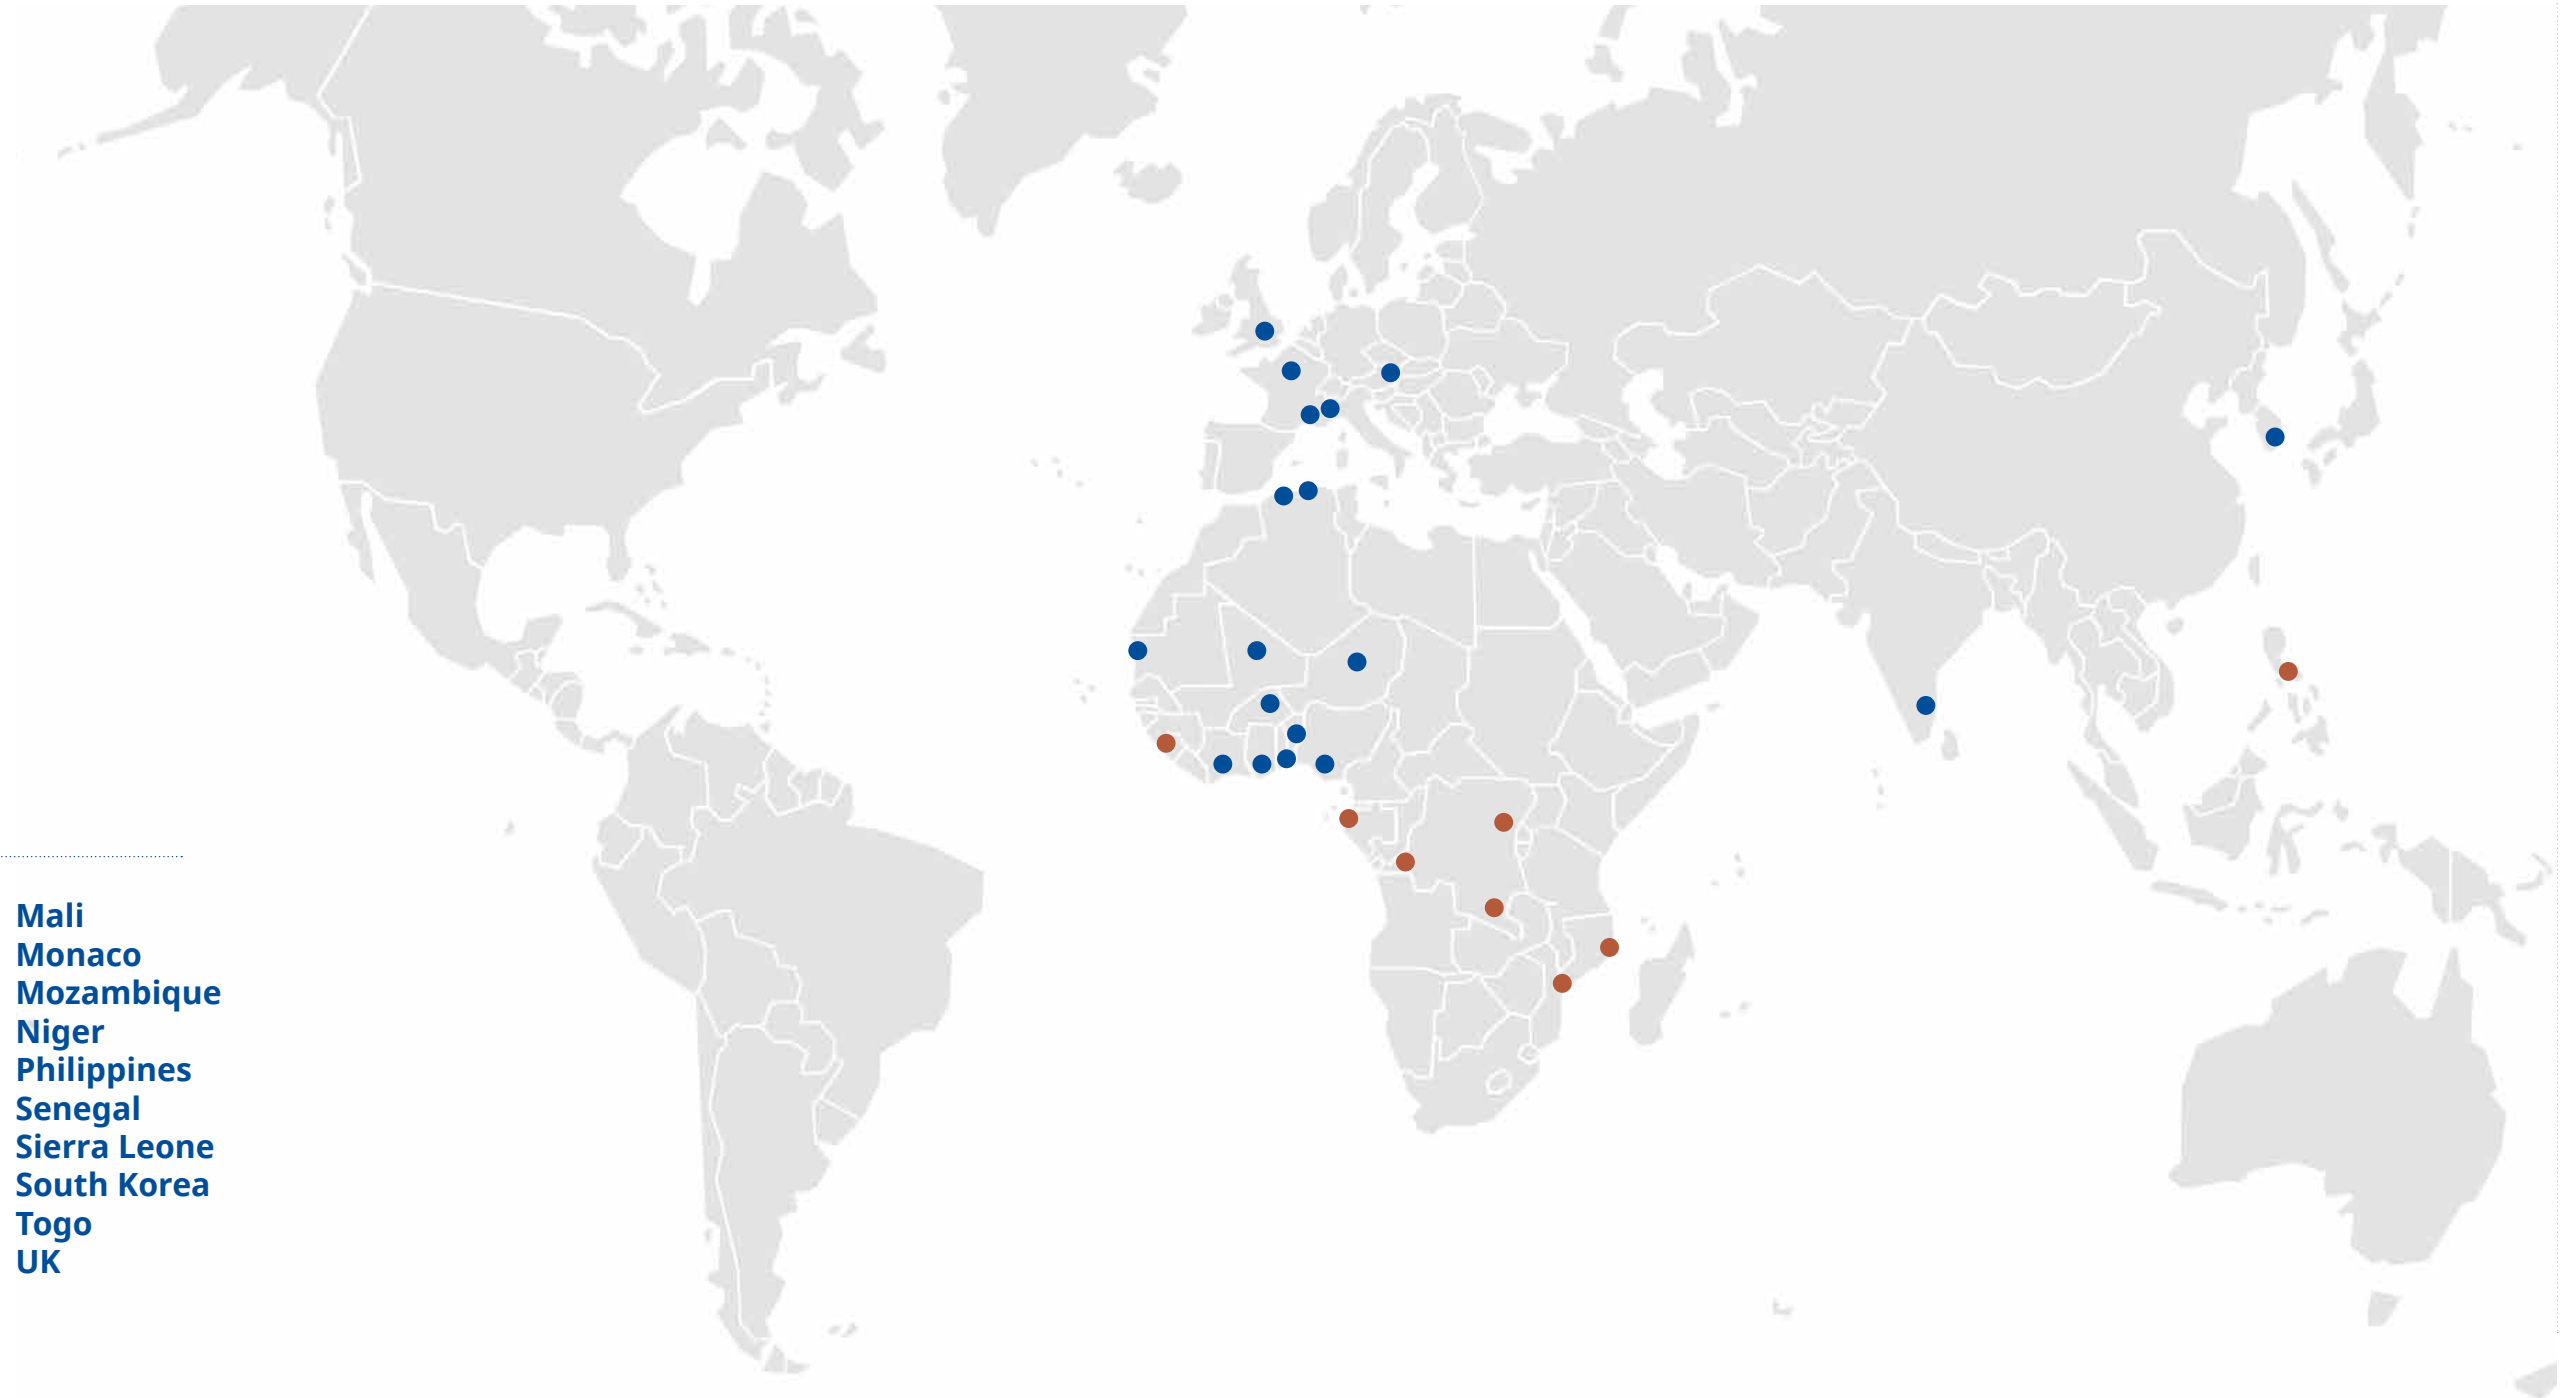 Mali
Monaco
Mozambique
Niger
Philippines
Senegal
Sierra Leone
South Korea
Togo
UK